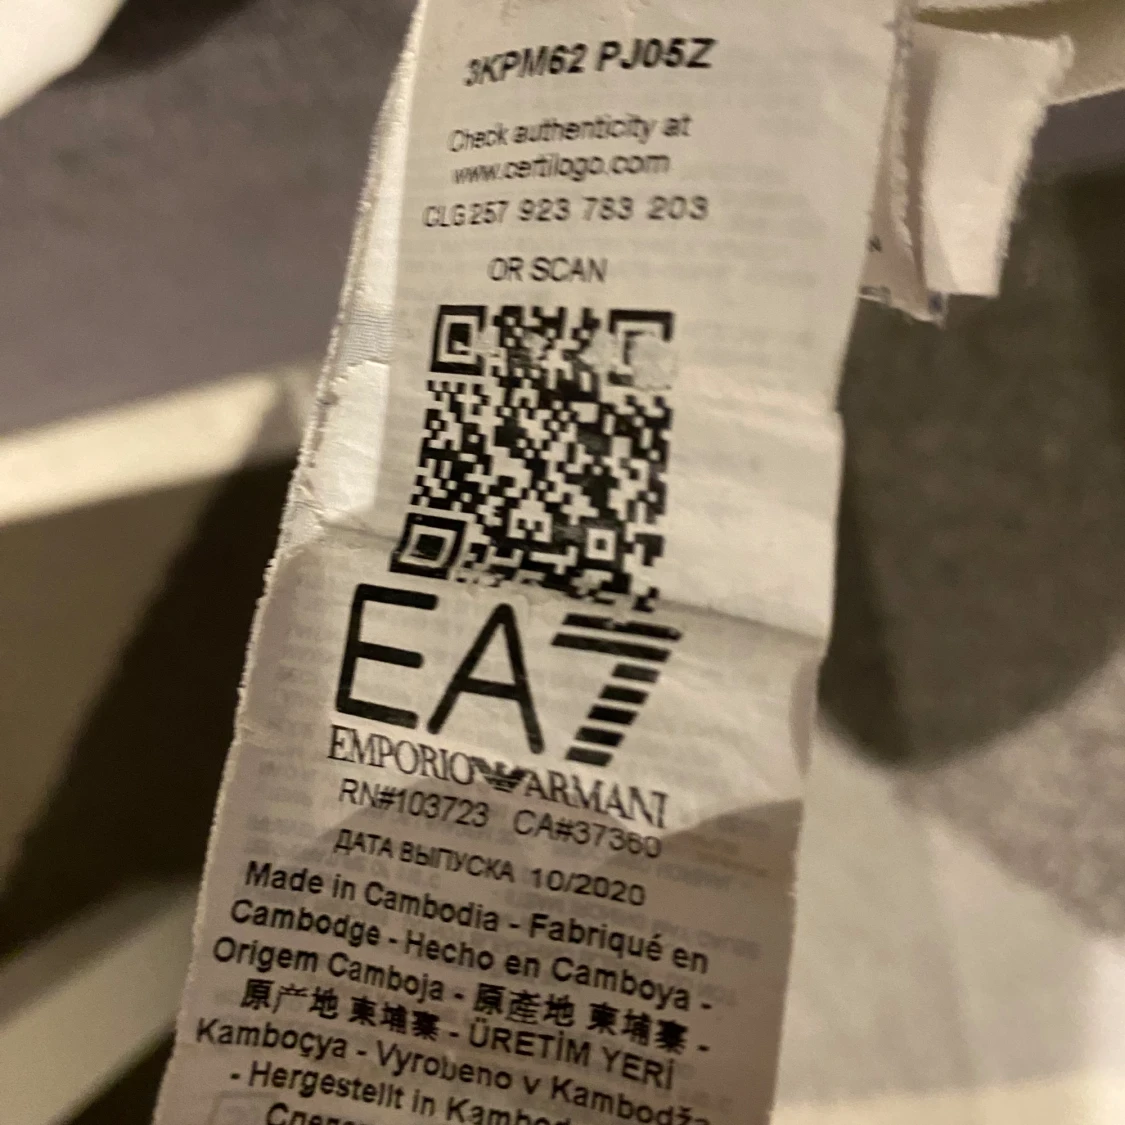 3KPM62 PJ05Z
Check authenticity at
www.certilogo.com
CLG 257 923 783 203
OR SCAN
EA7
EMPORIO ARMANI
RN#103723 CA#37360
ДАТА ВЫПУСКА 10/2020
Made in Cambodia - Fabriqué en
Cambodge - Hecho en Camboya -
Origem Camboja - 原產地 柬埔寨 -
原产地 柬埔寨 - ÜRETİM YERİ
Kamboçya - Vyrobeno v Kambodža
- Hergestellt in Kambod